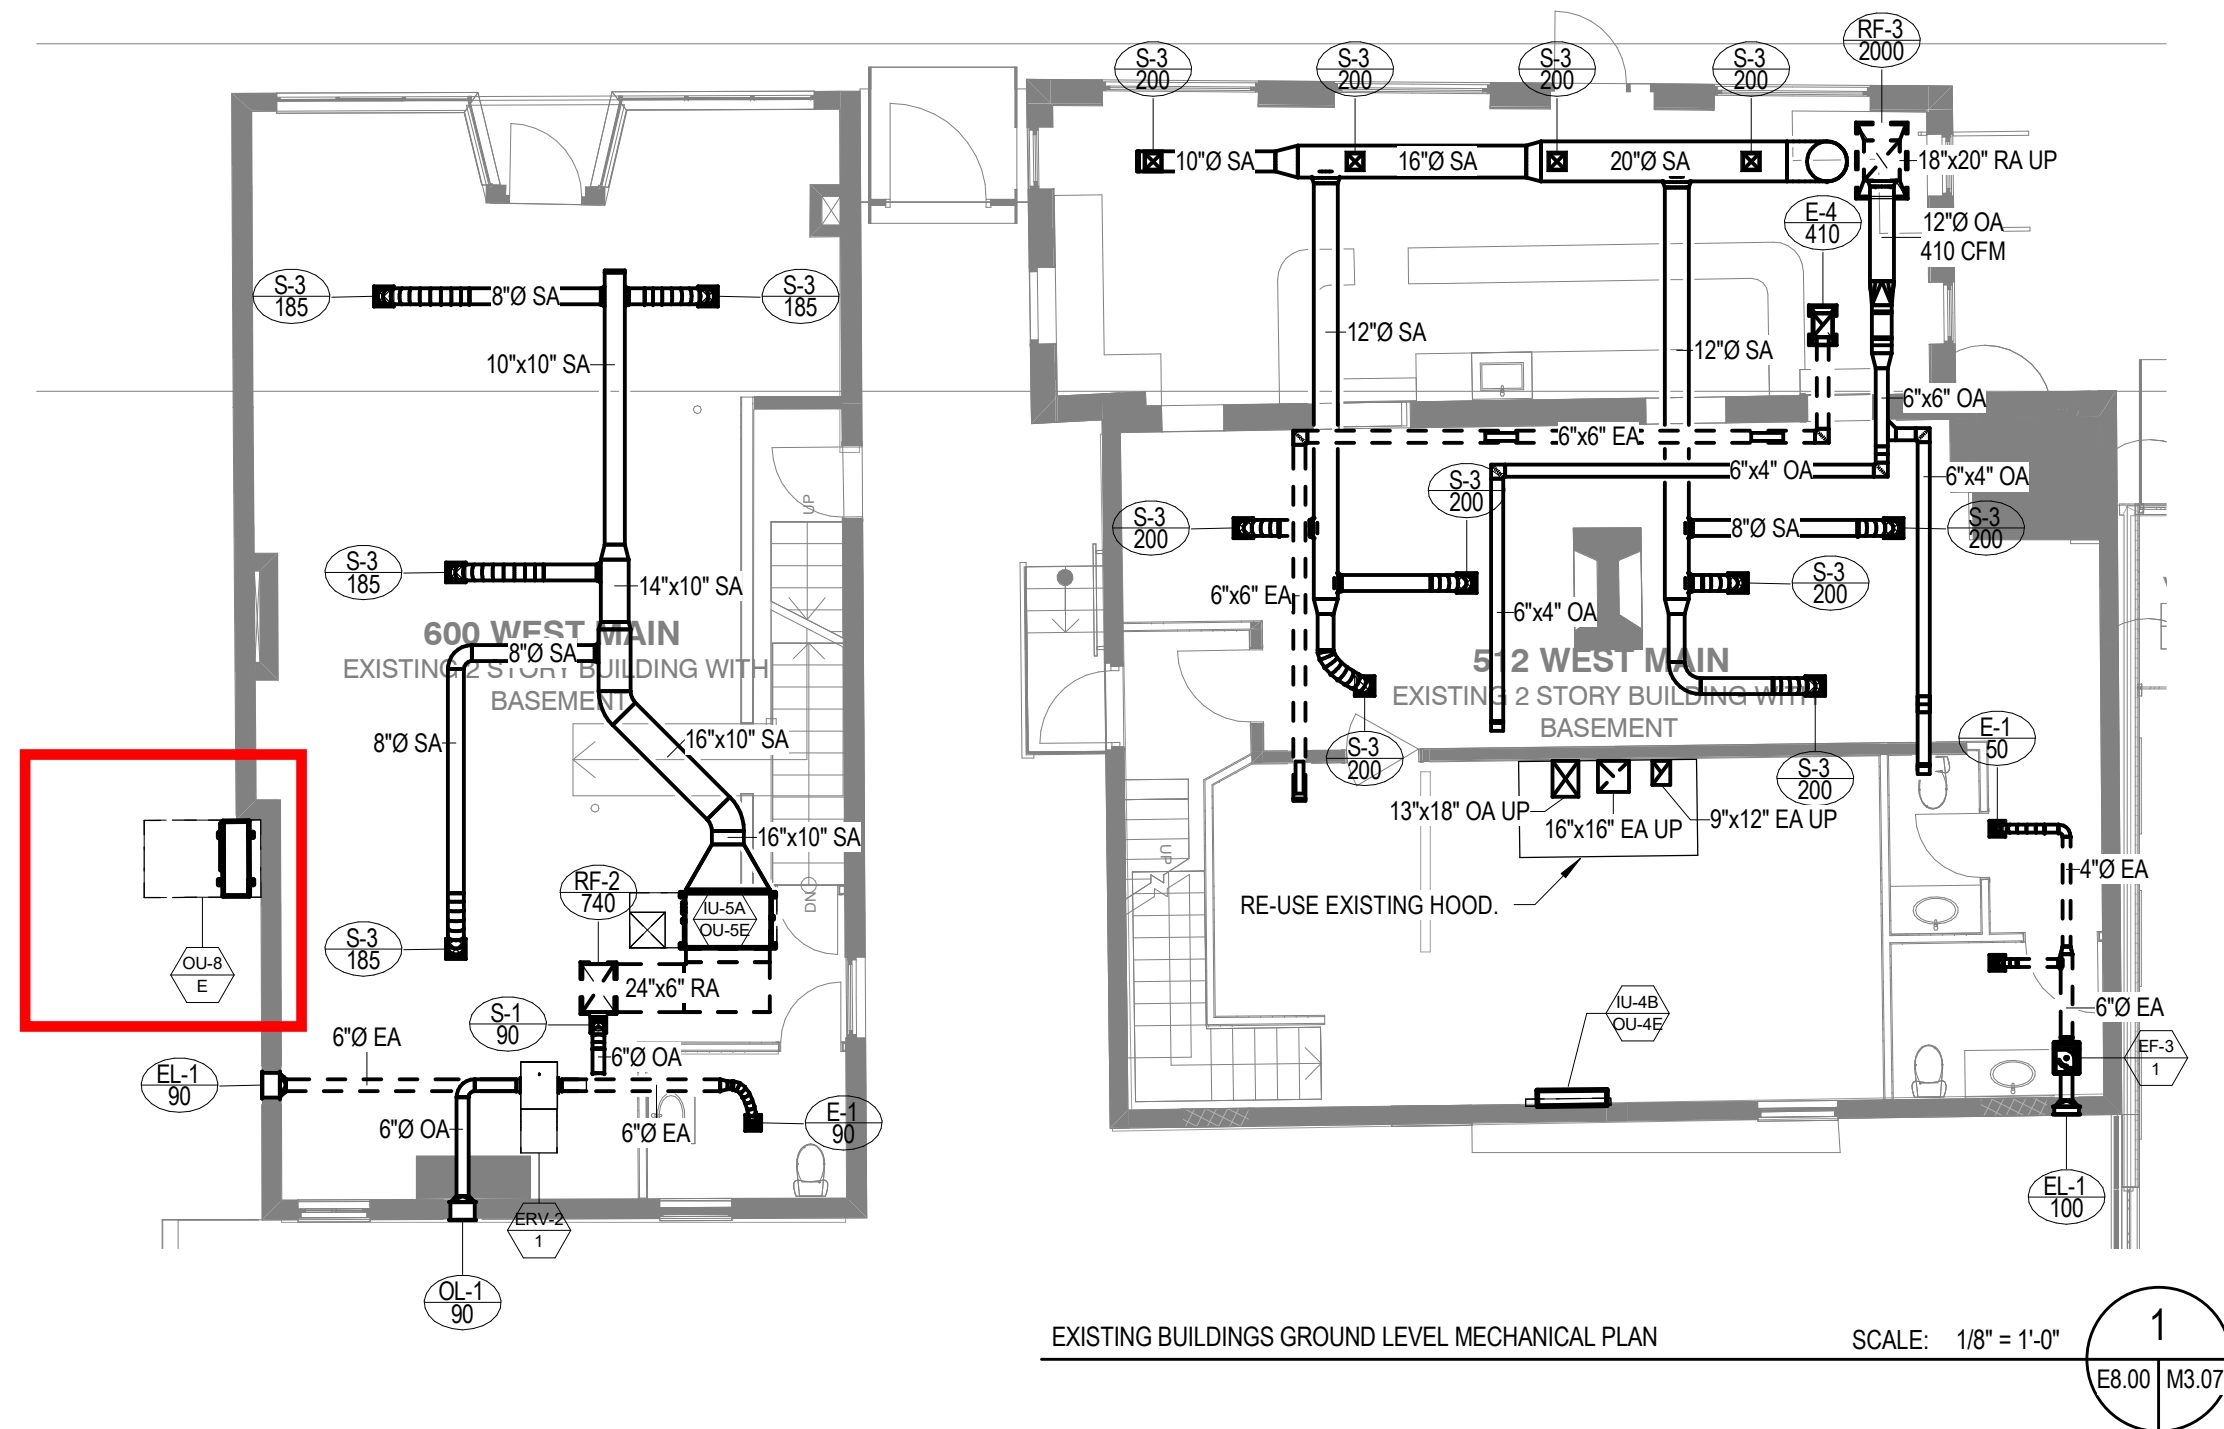 S-3
200
S-3
200
S-3
200
S-3
200
RF-3
2000
10"Ø SA
16"Ø SA
20"Ø SA
18"x20" RA UP
E-4
410
12"Ø OA
410 CFM
S-3
185
8"Ø SA
S-3
185
10"x10" SA
12"Ø SA
12"Ø SA
6"x6" OA
6"x6" EA
6"x4" OA
6"x4" OA
S-3
200
S-3
200
8"Ø SA
S-3
200
UP
S-3
185
14"x10" SA
6"x6" EA
6"x4" OA
S-3
200
600 WEST MAIN
8"Ø SA
EXISTING 2 STORY BUILDING WITH
BASEMENT
512 WEST MAIN
EXISTING 2 STORY BUILDING WITH
BASEMENT
8"Ø SA
16"x10" SA
S-3
200
S-3
200
E-1
50
13"x18" OA UP
16"x16" EA UP
9"x12" EA UP
16"x10" SA
UP
4"Ø EA
RF-2
740
IU-5A
OU-5E
DN
RE-USE EXISTING HOOD.
S-3
185
OU-8
E
24"x6" RA
S-1
90
IU-4B
OU-4E
6"Ø EA
6"Ø EA
6"Ø OA
EF-3
1
EL-1
90
6"Ø OA
6"Ø EA
E-1
90
EL-1
100
ERV-2
1
OL-1
90
EXISTING BUILDINGS GROUND LEVEL MECHANICAL PLAN
SCALE: 1/8" = 1'-0"
1
E8.00 M3.07